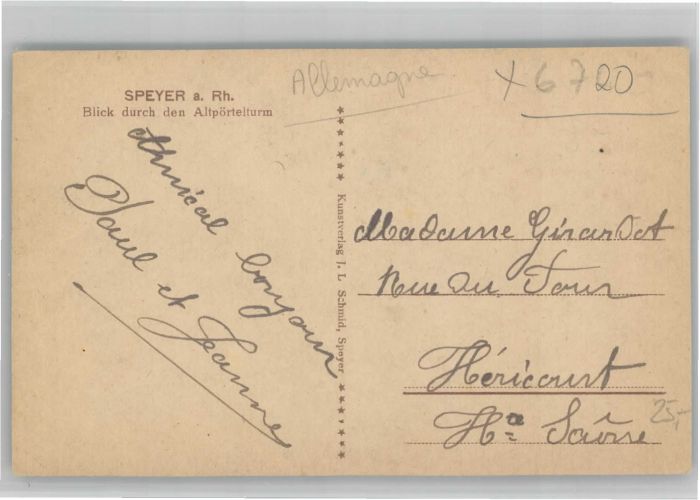 SPEYER a. Rh.
Blick durch den Altpörtelturm
Allemagne
x 6720
Amical bonjour
Paul et Jeanne
Kunstverlag J. L. Schmid, Speyer
Madame Girardot
Rue du Four
Héricourt
Hte Saône
25,-